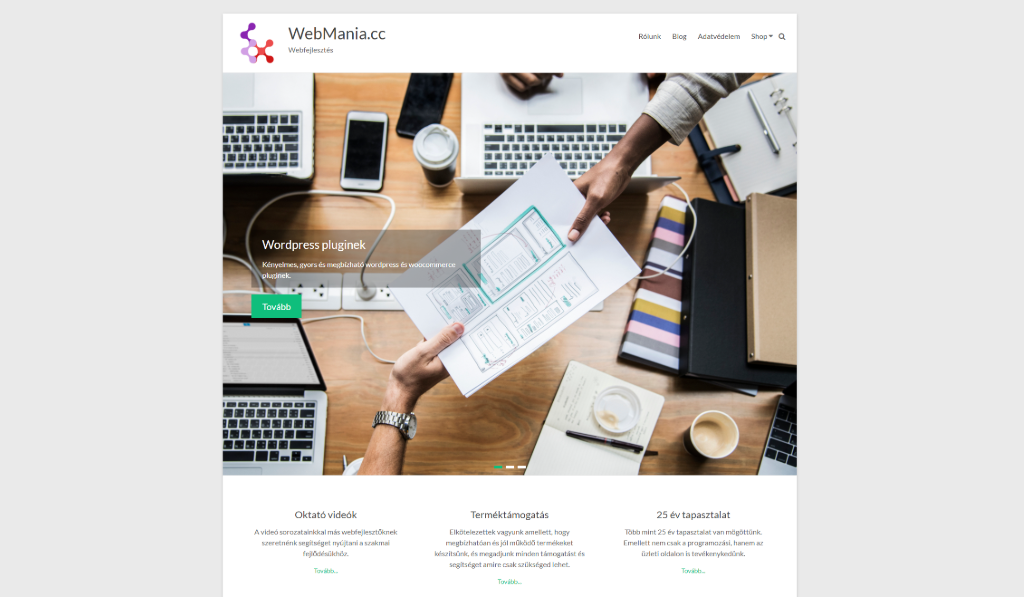 WebMania.cc
Webfejlesztés
Rólunk Blog Adatvédelem Shop
Wordpress pluginek
Kényelmes, gyors és megbízható wordpress és woocommerce
pluginek.
Tovább
Oktató videók
A videó sorozatainkkal más webfejlesztőknek
szeretnénk segítséget nyújtani a szakmai
fejlődésükhöz.
Tovább...
Terméktámogatás
Elkötelezettek vagyunk amellett, hogy
megbízhatóan és jól működő termékeket
készítsünk, és megadjunk minden támogatást és
segítséget amire csak szükséged lehet.
Tovább...
25 év tapasztalat
Több mint 25 év tapasztalat van mögöttünk.
Emellett nem csak a programozási, hanem az
üzleti oldalon is tevékenykedünk.
Tovább...